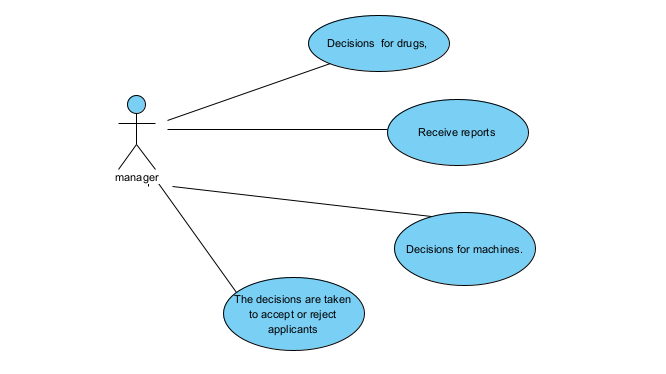 Decisions  for drugs,
Receive reports
manager
Decisions for machines.
The decisions are taken
to accept or reject
applicants